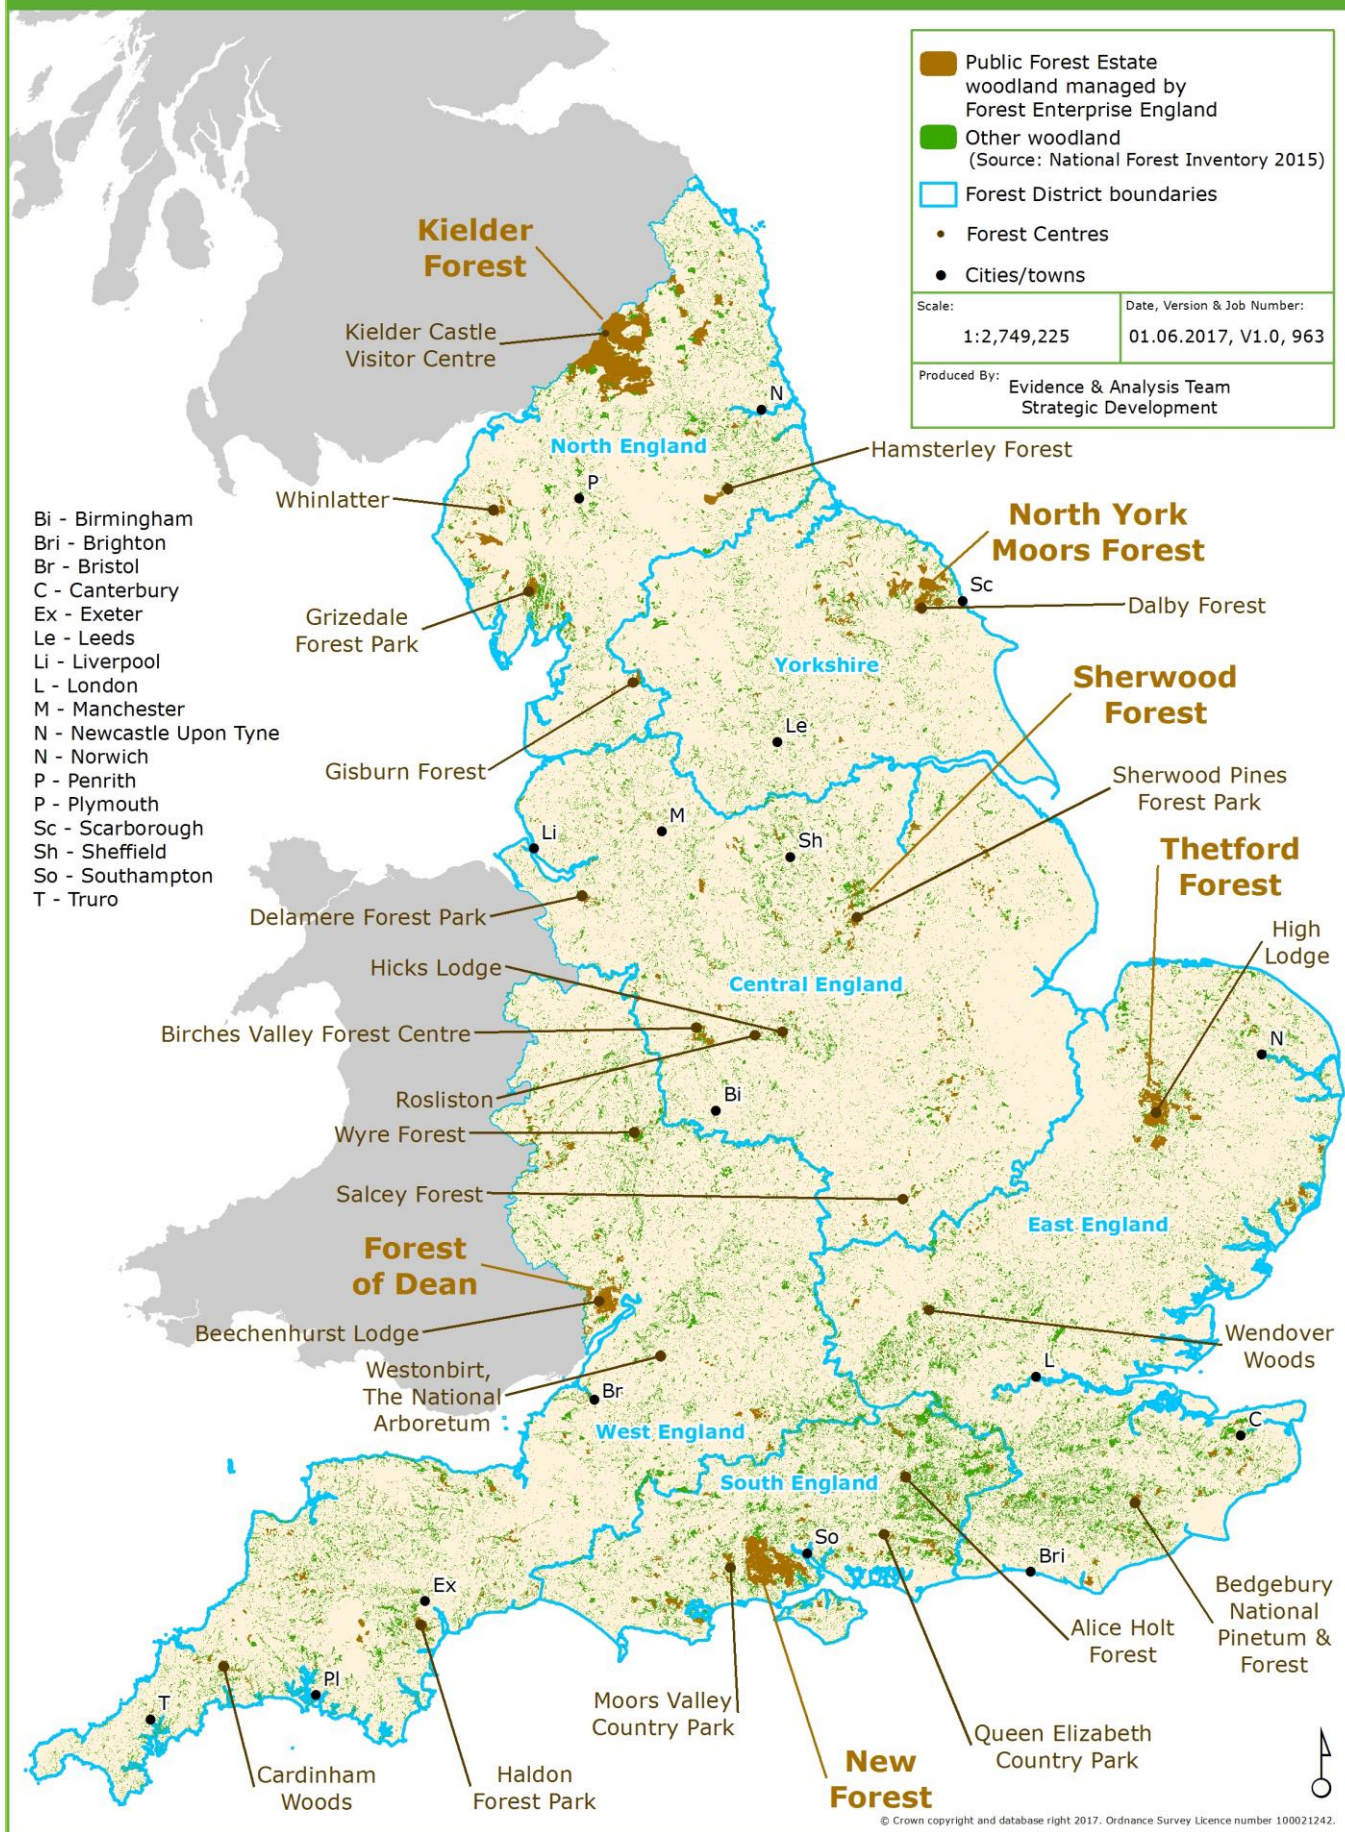 Public Forest Estate
woodland managed by
Forest Enterprise England
Other woodland
(Source: National Forest Inventory 2015)
Forest District boundaries
Forest Centres
Cities/towns
Scale:
1:2,749,225
Date, Version & Job Number:
01.06.2017, V1.0, 963
Produced By:
Evidence & Analysis Team
Strategic Development
Kielder
Forest
Kielder Castle
Visitor Centre
N
North England
Hamsterley Forest
P
Whinlatter
Bi - Birmingham
Bri - Brighton
Br - Bristol
C - Canterbury
Ex - Exeter
Le - Leeds
Li - Liverpool
L - London
M - Manchester
N - Newcastle Upon Tyne
N - Norwich
P - Penrith
P - Plymouth
Sc - Scarborough
Sh - Sheffield
So - Southampton
T - Truro
North York
Moors Forest
Sc
Dalby Forest
Grizedale
Forest Park
Yorkshire
Sherwood
Forest
Le
Gisburn Forest
Sherwood Pines
Forest Park
M
Li
Sh
Thetford
Forest
Delamere Forest Park
High
Lodge
Hicks Lodge
Central England
Birches Valley Forest Centre
N
Rosliston
Bi
Wyre Forest
Salcey Forest
East England
Forest
of Dean
Beechenhurst Lodge
Wendover
Woods
Westonbirt,
The National
Arboretum
L
Br
West England
C
South England
So
Bri
Ex
Bedgebury
National
Pinetum &
Forest
Alice Holt
Forest
Pl
T
Moors Valley
Country Park
Queen Elizabeth
Country Park
Cardinham
Woods
Haldon
Forest Park
New
Forest
© Crown copyright and database right 2017. Ordnance Survey Licence number 100021242.